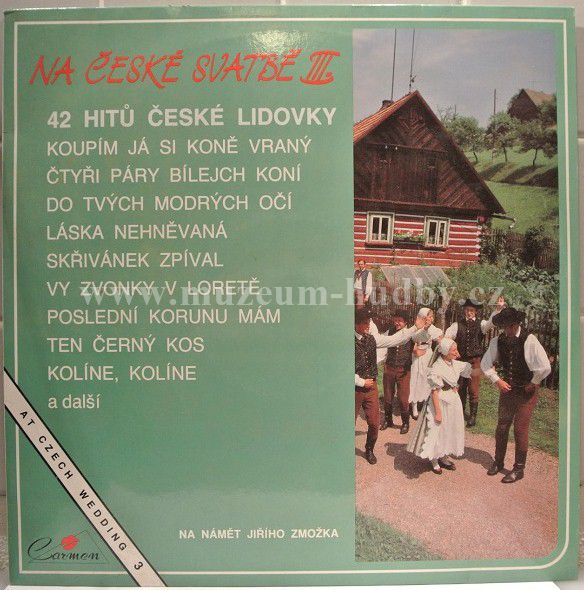 NA ČESKÉ SVATBĚ III.
42 HITŮ ČESKÉ LIDOVKY
KOUPÍM JÁ SI KONĚ VRANÝ
ČTYŘI PÁRY BÍLEJCH KONÍ
DO TVÝCH MODRÝCH OČÍ
LÁSKA NEHNĚVANÁ
SKŘIVÁNEK ZPÍVAL
VY ZVONKY V LORETĚ
www.muzeum-hudby.cz
POSLEDNÍ KORUNU MÁM
TEN ČERNÝ KOS
KOLÍNE, KOLÍNE
a další
AT CZECH WEDDING 3
NA NÁMĚT JIŘÍHO ZMOŽKA
Carmen